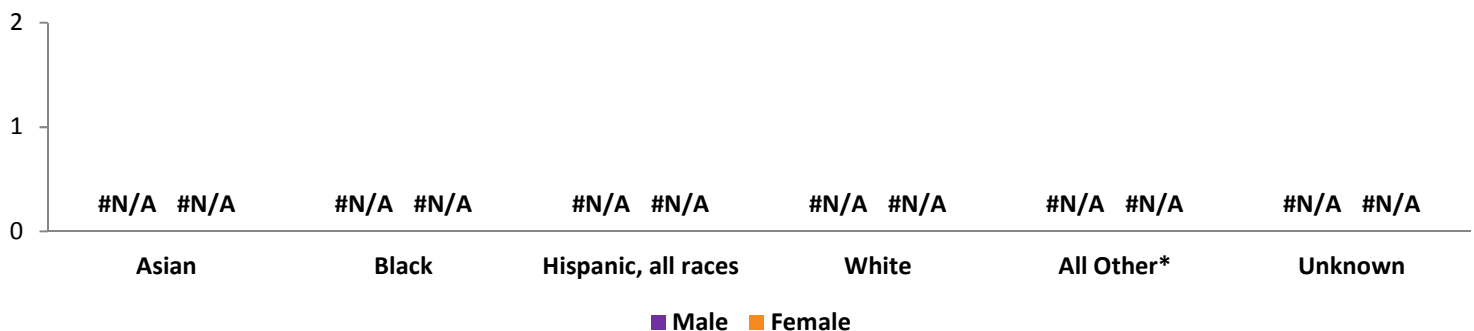 2
1
#N/A #N/A #N/A #N/A #N/A #N/A #N/A #N/A #N/A #N/A #N/A #N/A
0
Asian Black Hispanic, all races White All Other* Unknown
Male Female